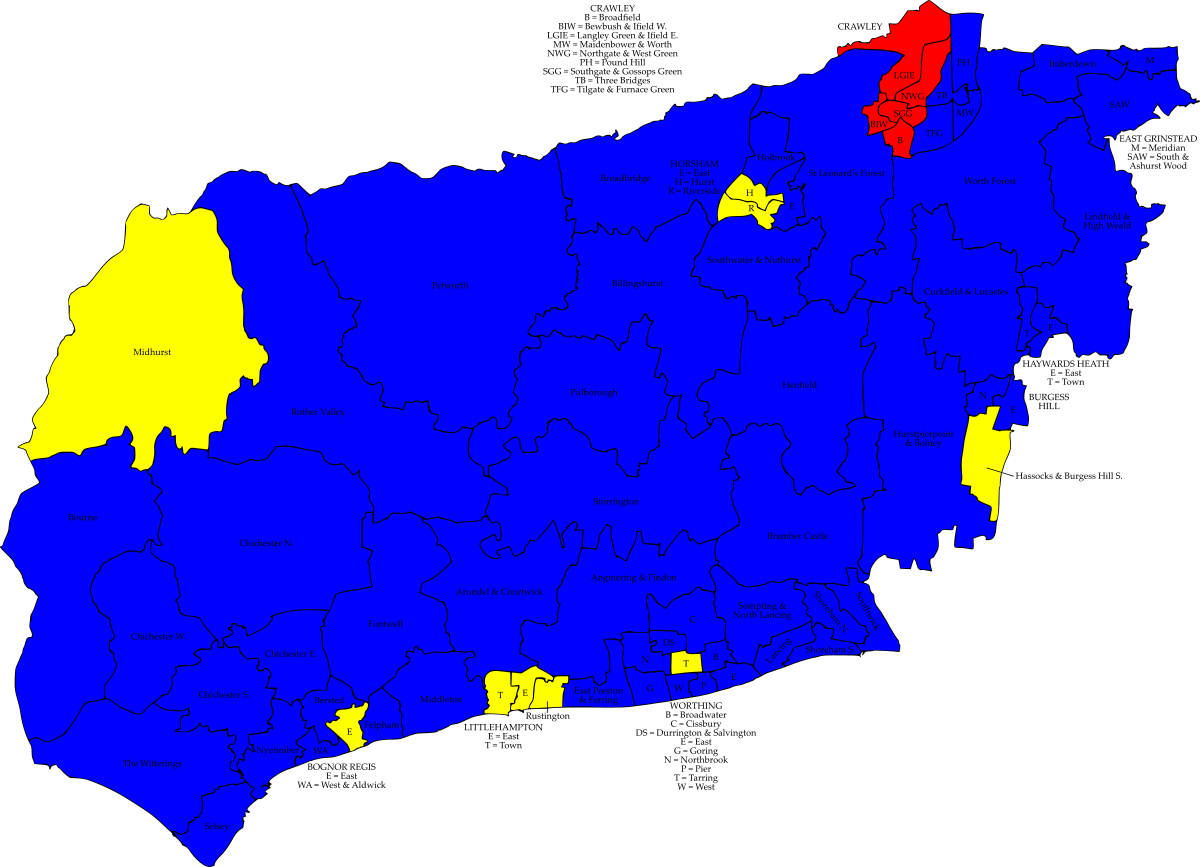 CRAWLEY
B = Broadfield
BIW = Bewbush & Ifield W.
LGIE = Langley Green & Ifield E.
MW = Maidenbower & Worth
NWG = Northgate & West Green
PH = Pound Hill
SGG = Southgate & Gossops Green
TB = Three Bridges
TFG = Tilgate & Furnace Green
CRAWLEY
PH
LGIE
NWG
TB
SGG
MW
BIW
TFG
B
Imberdown
M
SAW
EAST GRINSTEAD
M = Meridian
SAW = South &
Ashurst Wood
HORSHAM
E = East
H = Hurst
R = Riverside
Holbrook
Broadbridge
St Leonard's Forest
Worth Forest
H
R
E
Lindfield &
High Weald
Southwater & Nuthurst
Petworth
Billingshurst
Cuckfield & Lucastes
Midhurst
T
E
HAYWARDS HEATH
E = East
T = Town
Pulborough
Henfield
N
E
BURGESS
HILL
Rother Valley
Hurstpierpoint
& Bolney
Hassocks & Burgess Hill S.
Storrington
Bourne
Chichester N.
Bramber Castle
Angmering & Findon
Arundel & Courtwick
Sompting &
North Lancing
Shoreham N.
Southwick
Fontwell
C
Chichester W.
DS
Chichester E.
N
T
B
Lancing
Shoreham S.
Chichester S.
Bersted
Middleton
T
E
East Preston
& Ferring
G
W
P
E
Felpham
E
Rustington
LITTLEHAMPTON
E = East
T = Town
WORTHING
B = Broadwater
C = Cissbury
DS = Durrington & Salvington
E = East
G = Goring
N = Northbrook
P = Pier
T = Tarring
W = West
Nyetimber
WA
The Witterings
BOGNOR REGIS
E = East
WA = West & Aldwick
Selsey